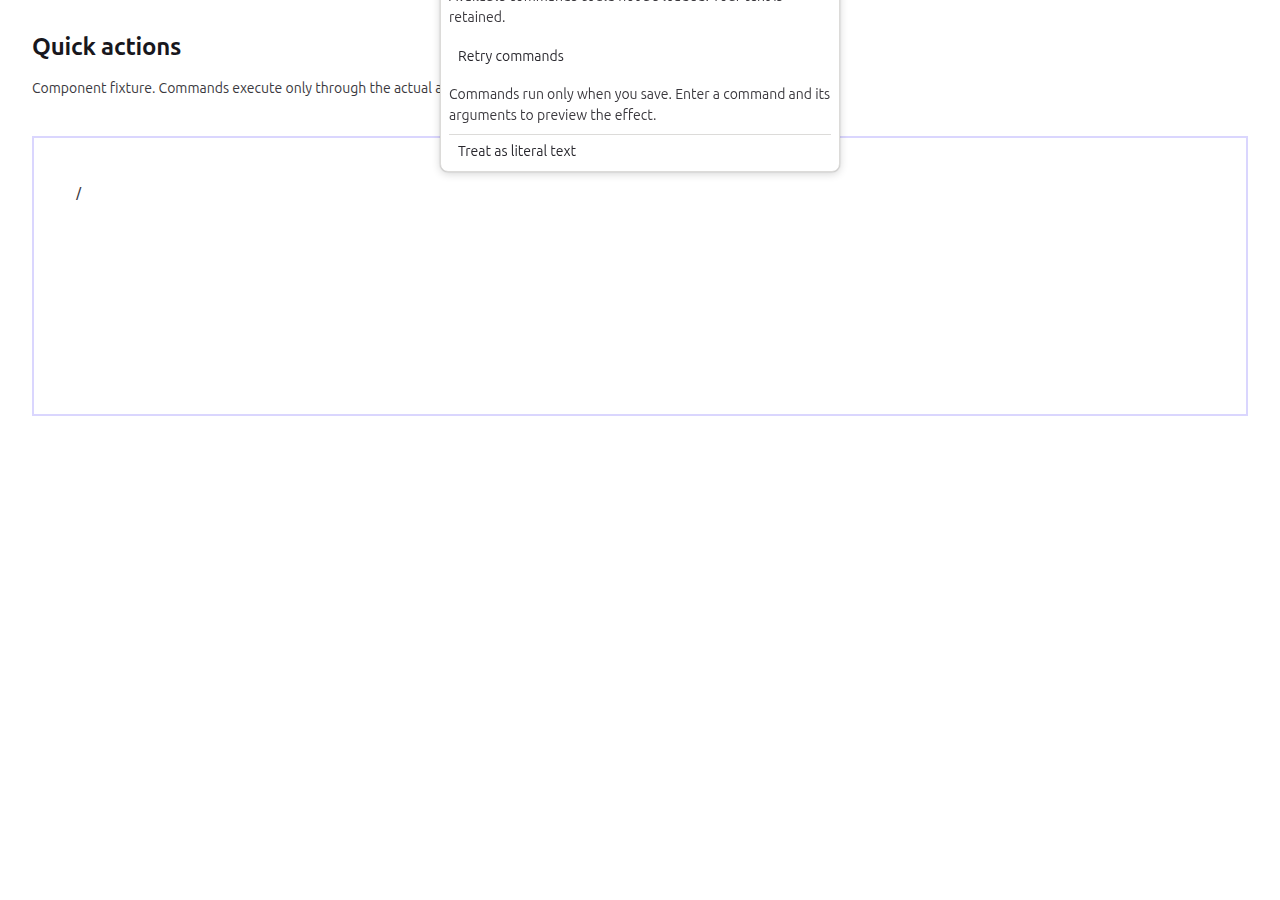 retained.
Quick actions
Retry commands
Component fixture. Commands execute only through the actual
Commands run only when you save. Enter a command and its
arguments to preview the effect.
Treat as literal text
/